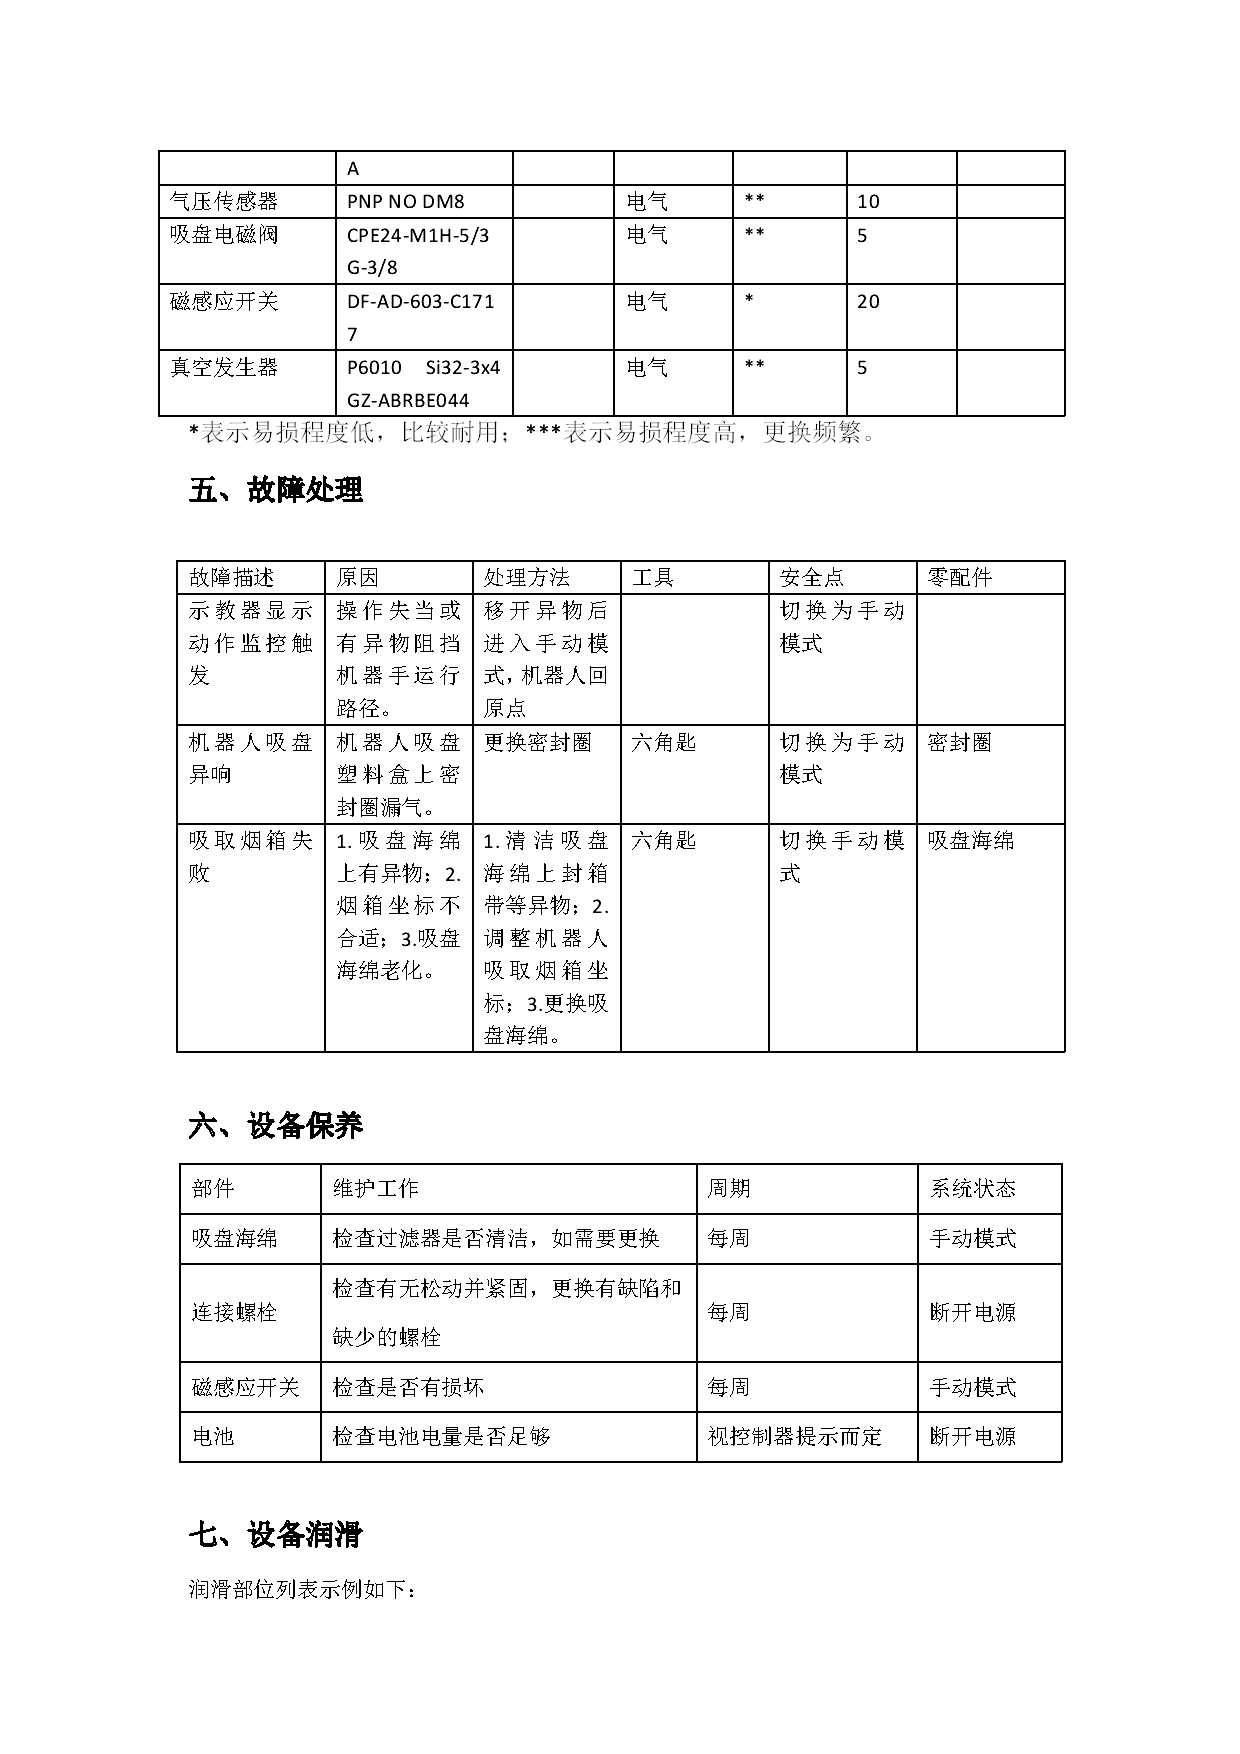 A
气压传感器 PNP NO DM8 电气 ** 10
吸盘电磁阀 CPE24-M1H-5/3 电气 ** 5
G-3/8
磁感应开关 DF-AD-603-C171 电气 * 20
7
真空发生器 P6010 Si32-3x4 电气 ** 5
GZ-ABRBE044
*表示易损程度低，比较耐用；***表示易损程度高，更换频繁。
五、故障处理
故障描述 原因 处理方法 工具 安全点 零配件
示教器显示 操作失当或 移开异物后 切换为手动
动作监控触 有异物阻挡 进入手动模 模式
发 机器手运行 式，机器人回
路径。 原点
机器人吸盘 机器人吸盘 更换密封圈 六角匙 切换为手动 密封圈
异响 塑料盒上密 模式
封圈漏气。
吸取烟箱失 1.吸盘海绵 1.清洁吸盘 六角匙 切换手动模 吸盘海绵
败 上有异物；2. 海绵上封箱 式
烟箱坐标不 带等异物；2.
合适；3.吸盘 调整机器人
海绵老化。 吸取烟箱坐
标；3.更换吸
盘海绵。
六、设备保养
部件 维护工作 周期 系统状态
吸盘海绵 检查过滤器是否清洁，如需要更换 每周 手动模式
检查有无松动并紧固，更换有缺陷和
连接螺栓 每周 断开电源
缺少的螺栓
磁感应开关 检查是否有损坏 每周 手动模式
电池 检查电池电量是否足够 视控制器提示而定 断开电源
七、设备润滑
润滑部位列表示例如下：